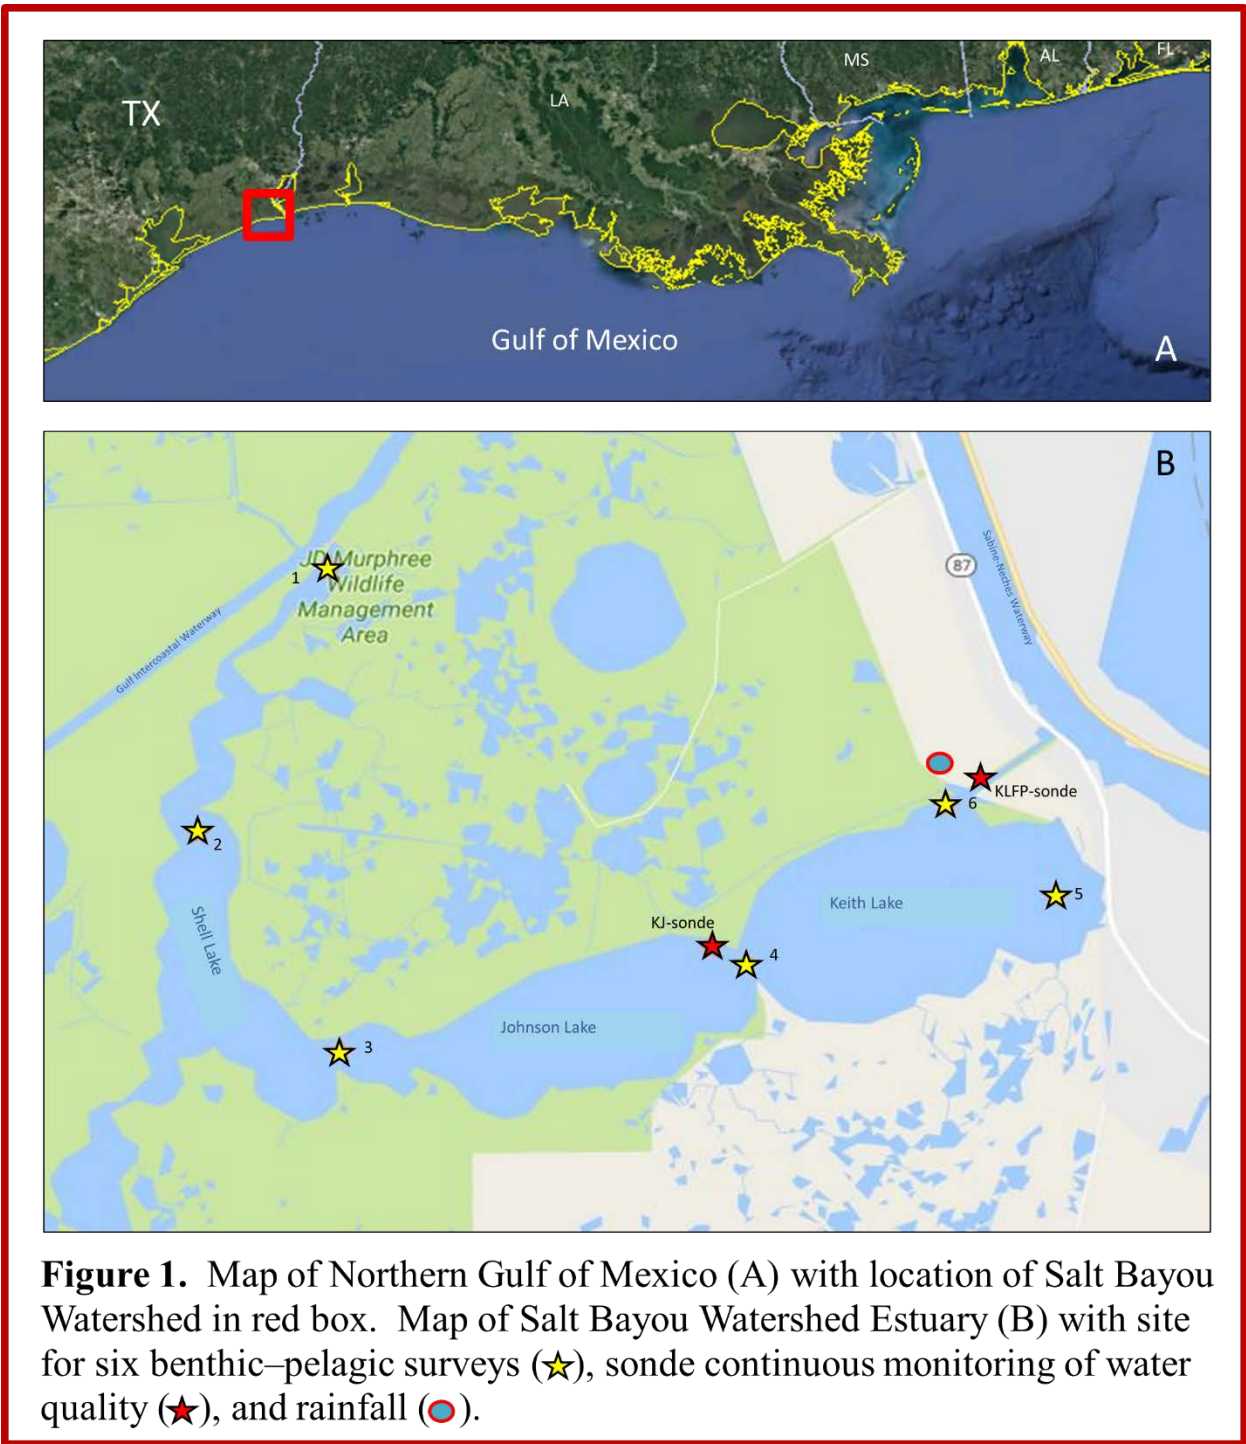 TX
LA
MS
AL
FL
Gulf of Mexico
A
B
JD Murphree
Wildlife
Management
Area
1
Gulf Intercoastal Waterway
87
Sabine-Neches Waterway
KLFP-sonde
6
2
5
Keith Lake
Shell Lake
KJ-sonde
4
Johnson Lake
3
Figure 1. Map of Northern Gulf of Mexico (A) with location of Salt Bayou
Watershed in red box. Map of Salt Bayou Watershed Estuary (B) with site
for six benthic–pelagic surveys (★), sonde continuous monitoring of water
quality (★), and rainfall ( ).